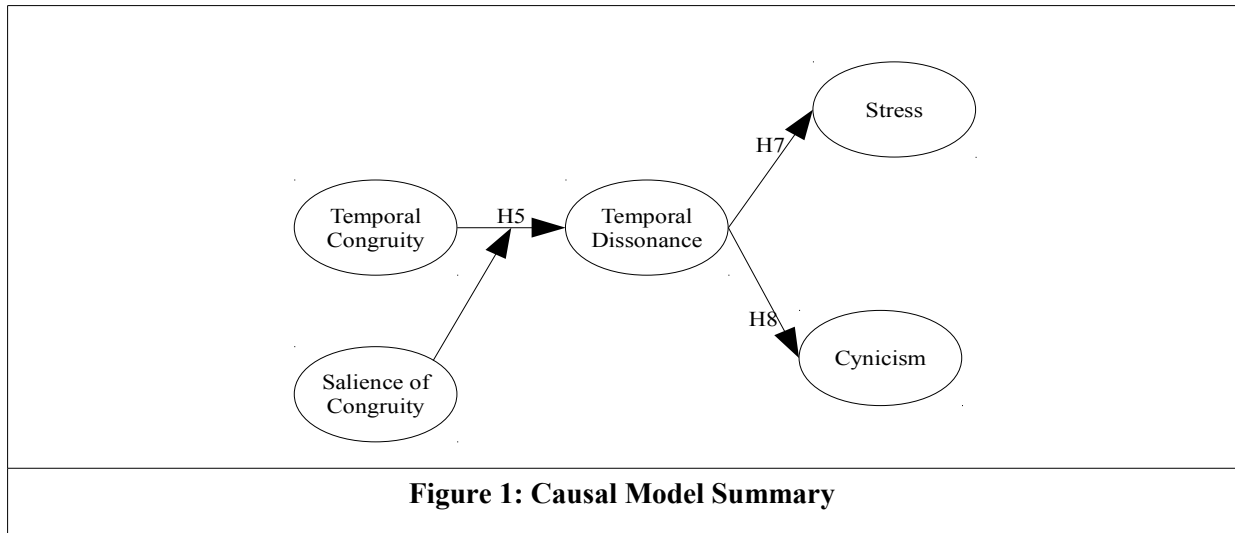 Stress
H7
Temporal
Congruity
H5
Temporal
Dissonance
H8
Cynicism
Salience of
Congruity
Figure 1: Causal Model Summary